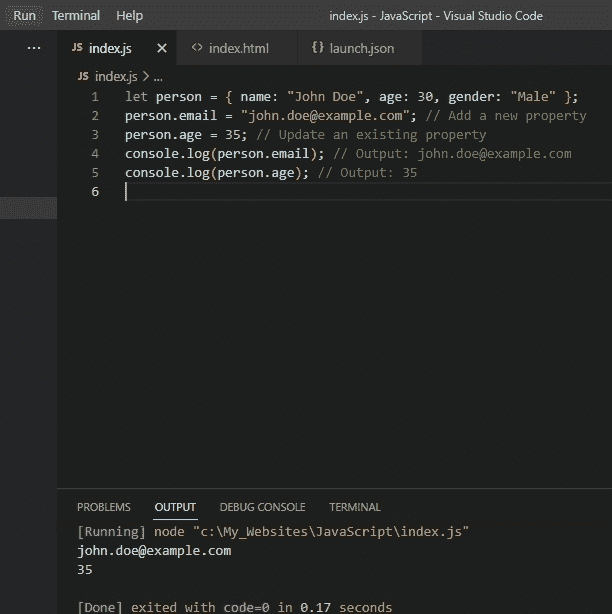 Run Terminal Help index.js - JavaScript - Visual Studio Code
... JS index.js × <> index.html {} launch.json
JS index.js > ...
1 let person = { name: "John Doe", age: 30, gender: "Male" };
2 person.email = "john.doe@example.com"; // Add a new property
3 person.age = 35; // Update an existing property
4 console.log(person.email); // Output: john.doe@example.com
5 console.log(person.age); // Output: 35
6
PROBLEMS OUTPUT DEBUG CONSOLE TERMINAL
[Running] node "c:\My_Websites\JavaScript\index.js"
john.doe@example.com
35
[Done] exited with code=0 in 0.17 seconds